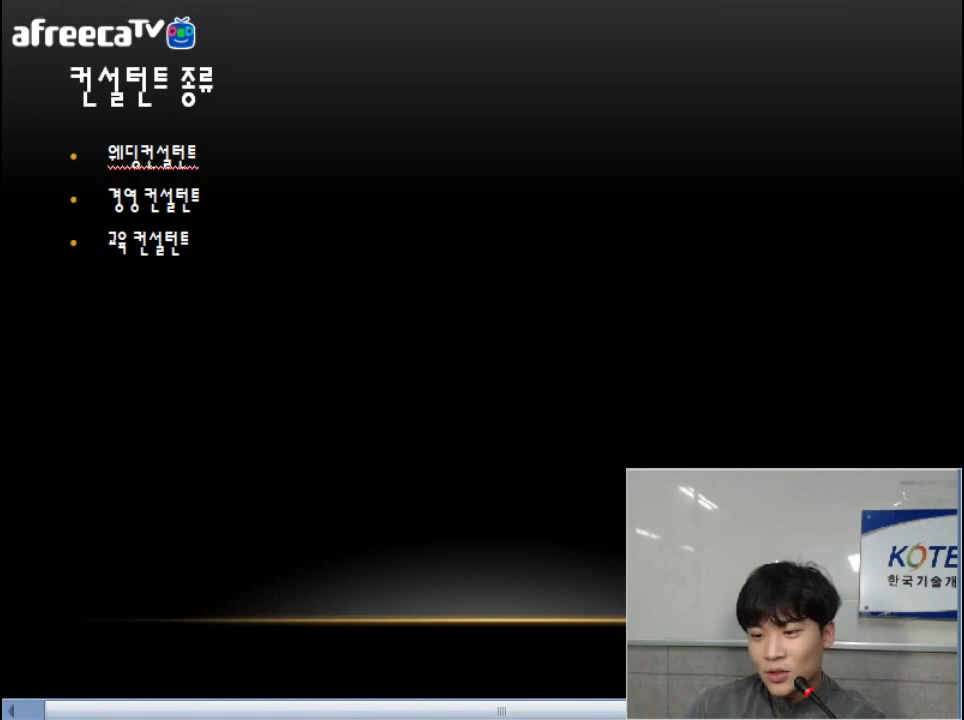 afreecaTV
컨설턴트 종류
웨딩컨설턴트
경영 컨설턴트
교육 컨설턴트
KOTE
한국기술개